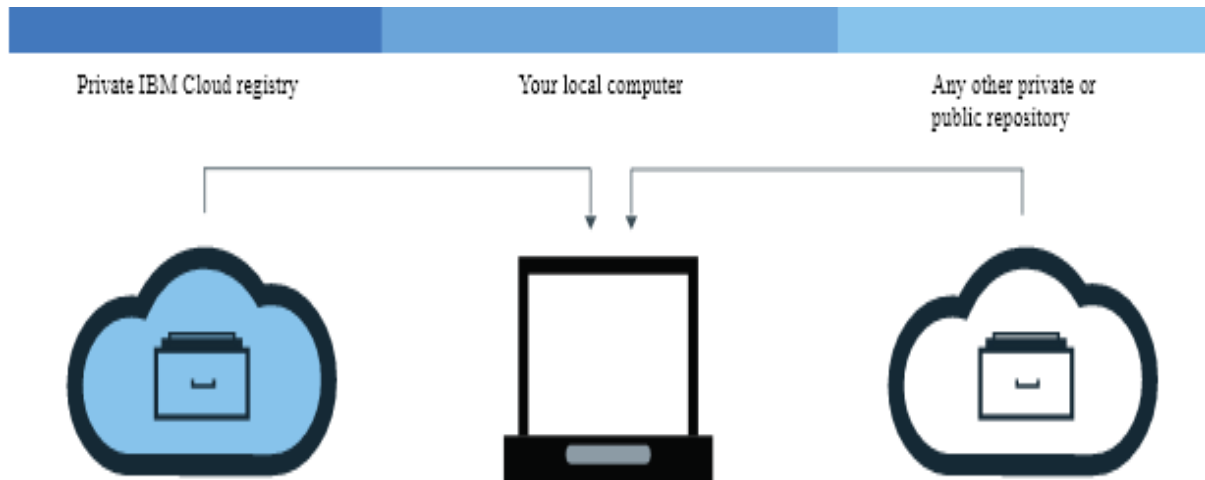 Private IBM Cloud registry
Your local computer
Any other private or
public repository